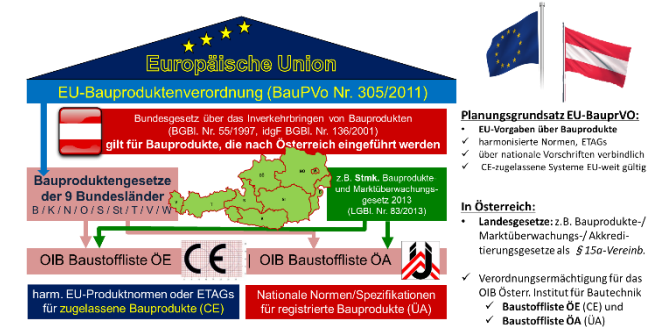 Europäische Union
EU-Bauproduktenverordnung (BauPVo Nr. 305/2011)
Bundesgesetz über das Inverkehrbringen von Bauprodukten
(BGBl. Nr. 55/1997, idgF BGBl. Nr. 136/2001)
gilt für Bauprodukte, die nach Österreich eingeführt werden
Bauproduktengesetze
der 9 Bundesländer
B / K / N / O / S / St / T / V / W
z.B. Stmk. Bauprodukte
und Marktüberwachungs-
gesetz 2013
(LGBl. Nr. 83/2013)
OIB Baustoffliste ÖE
CE
OIB Baustoffliste ÖA
harm. EU-Produktnomen oder ETAGs
für zugelassene Bauprodukte (CE)
Nationale Normen/Spezifikationen
für registrierte Bauprodukte (ÜA)
Planungsgrundsatz EU-BauprVO:
• EU-Vorgaben über Bauprodukte
✓ harmonisierte Normen, ETAGs
✓ über nationale Vorschriften verbindlich
✓ CE-zugelassene Systeme EU-weit gültig
In Österreich:
• Landesgesetze: z.B. Bauprodukte-/
Marktüberwachungs-/ Akkredi-
tierungsgesetze als §15a-Vereinb.
✓ Verordnungsermächtigung für das
OIB Österr. Institut für Bautechnik
✓ Baustoffliste ÖE (CE) und
✓ Baustoffliste ÖA (ÜA)